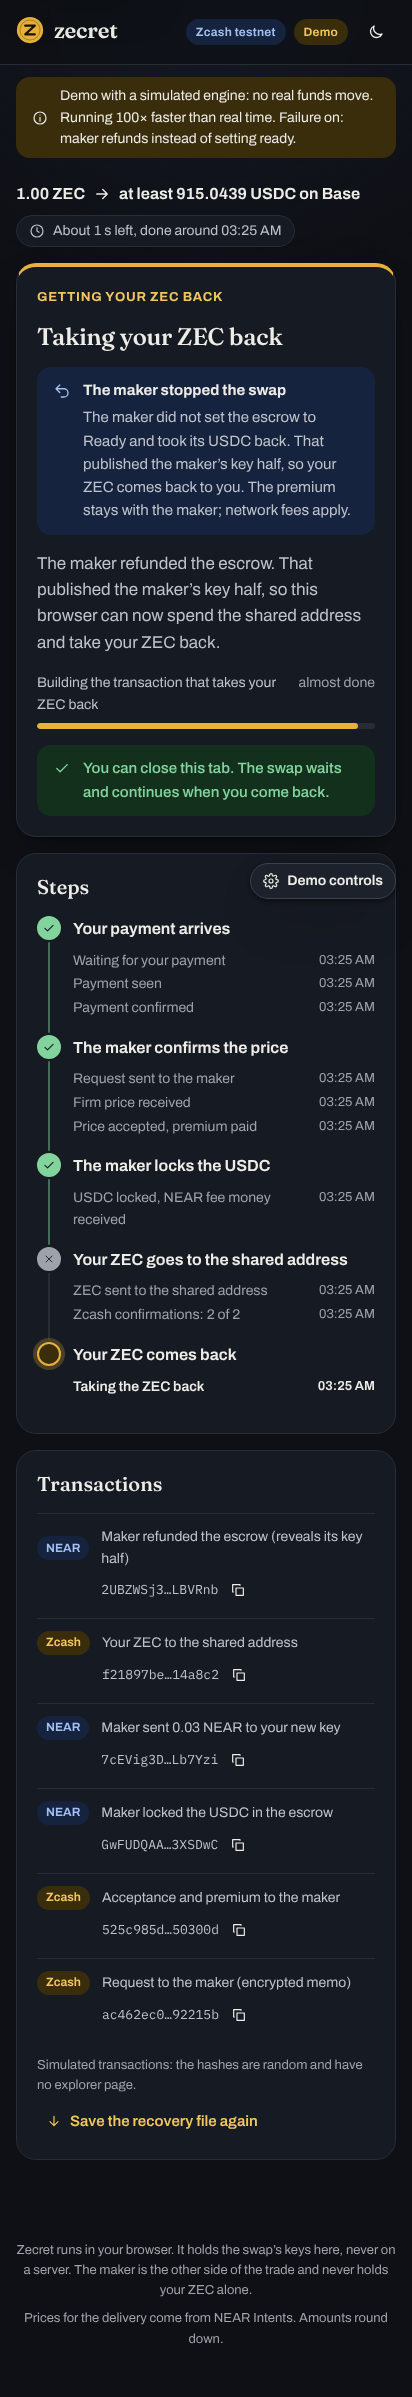 zecret
Zcash testnet
Demo
Demo with a simulated engine: no real funds move.
Running 100× faster than real time. Failure on:
maker refunds instead of setting ready.
1.00 ZEC → at least 915.0439 USDC on Base
About 1 s left, done around 03:25 AM
GETTING YOUR ZEC BACK
Taking your ZEC back
The maker stopped the swap
The maker did not set the escrow to
Ready and took its USDC back. That
published the maker’s key half, so your
ZEC comes back to you. The premium
stays with the maker; network fees apply.
The maker refunded the escrow. That
published the maker’s key half, so this
browser can now spend the shared address
and take your ZEC back.
Building the transaction that takes your
ZEC back
almost done
You can close this tab. The swap waits
and continues when you come back.
Steps
Demo controls
Your payment arrives
Waiting for your payment 03:25 AM
Payment seen 03:25 AM
Payment confirmed 03:25 AM
The maker confirms the price
Request sent to the maker 03:25 AM
Firm price received 03:25 AM
Price accepted, premium paid 03:25 AM
The maker locks the USDC
USDC locked, NEAR fee money 03:25 AM
received
Your ZEC goes to the shared address
ZEC sent to the shared address 03:25 AM
Zcash confirmations: 2 of 2 03:25 AM
Your ZEC comes back
Taking the ZEC back 03:25 AM
Transactions
NEAR
Maker refunded the escrow (reveals its key
half)
2UBZWSj3…LBVRnb
Zcash
Your ZEC to the shared address
f21897be…14a8c2
NEAR
Maker sent 0.03 NEAR to your new key
7cEVig3D…Lb7Yzi
NEAR
Maker locked the USDC in the escrow
GwFUDQAA…3XSDwC
Zcash
Acceptance and premium to the maker
525c985d…50300d
Zcash
Request to the maker (encrypted memo)
ac462ec0…92215b
Simulated transactions: the hashes are random and have
no explorer page.
Save the recovery file again
Zecret runs in your browser. It holds the swap’s keys here, never on
a server. The maker is the other side of the trade and never holds
your ZEC alone.
Prices for the delivery come from NEAR Intents. Amounts round
down.